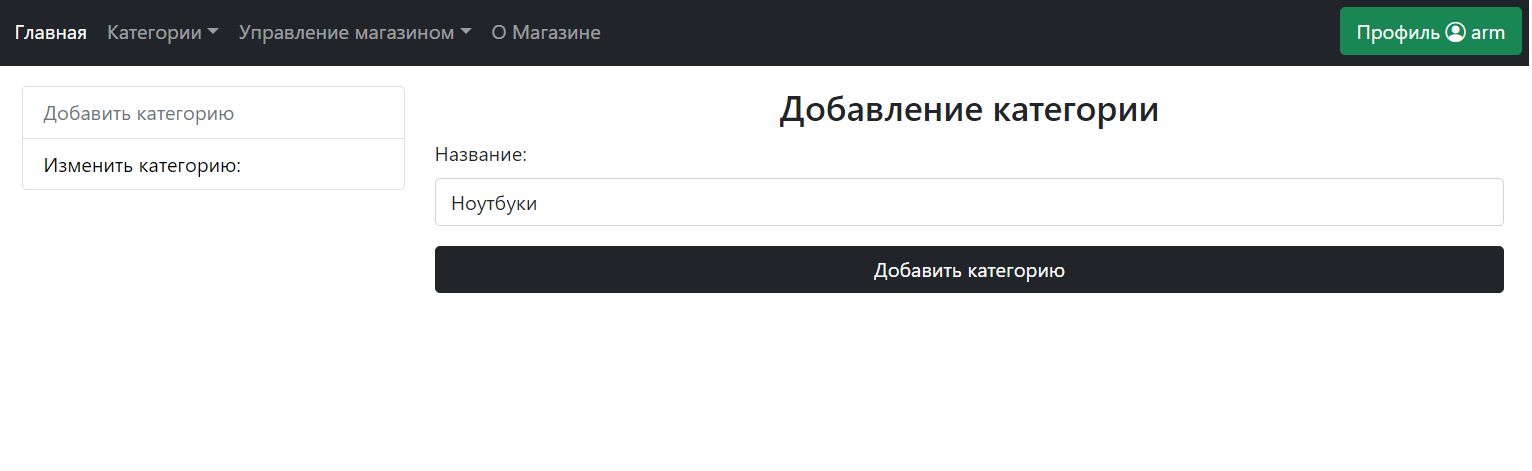 Главная Категории Управление магазином О Магазине Профиль arm
Добавить категорию
Изменить категорию:
Добавление категории
Название:
Ноутбуки
Добавить категорию